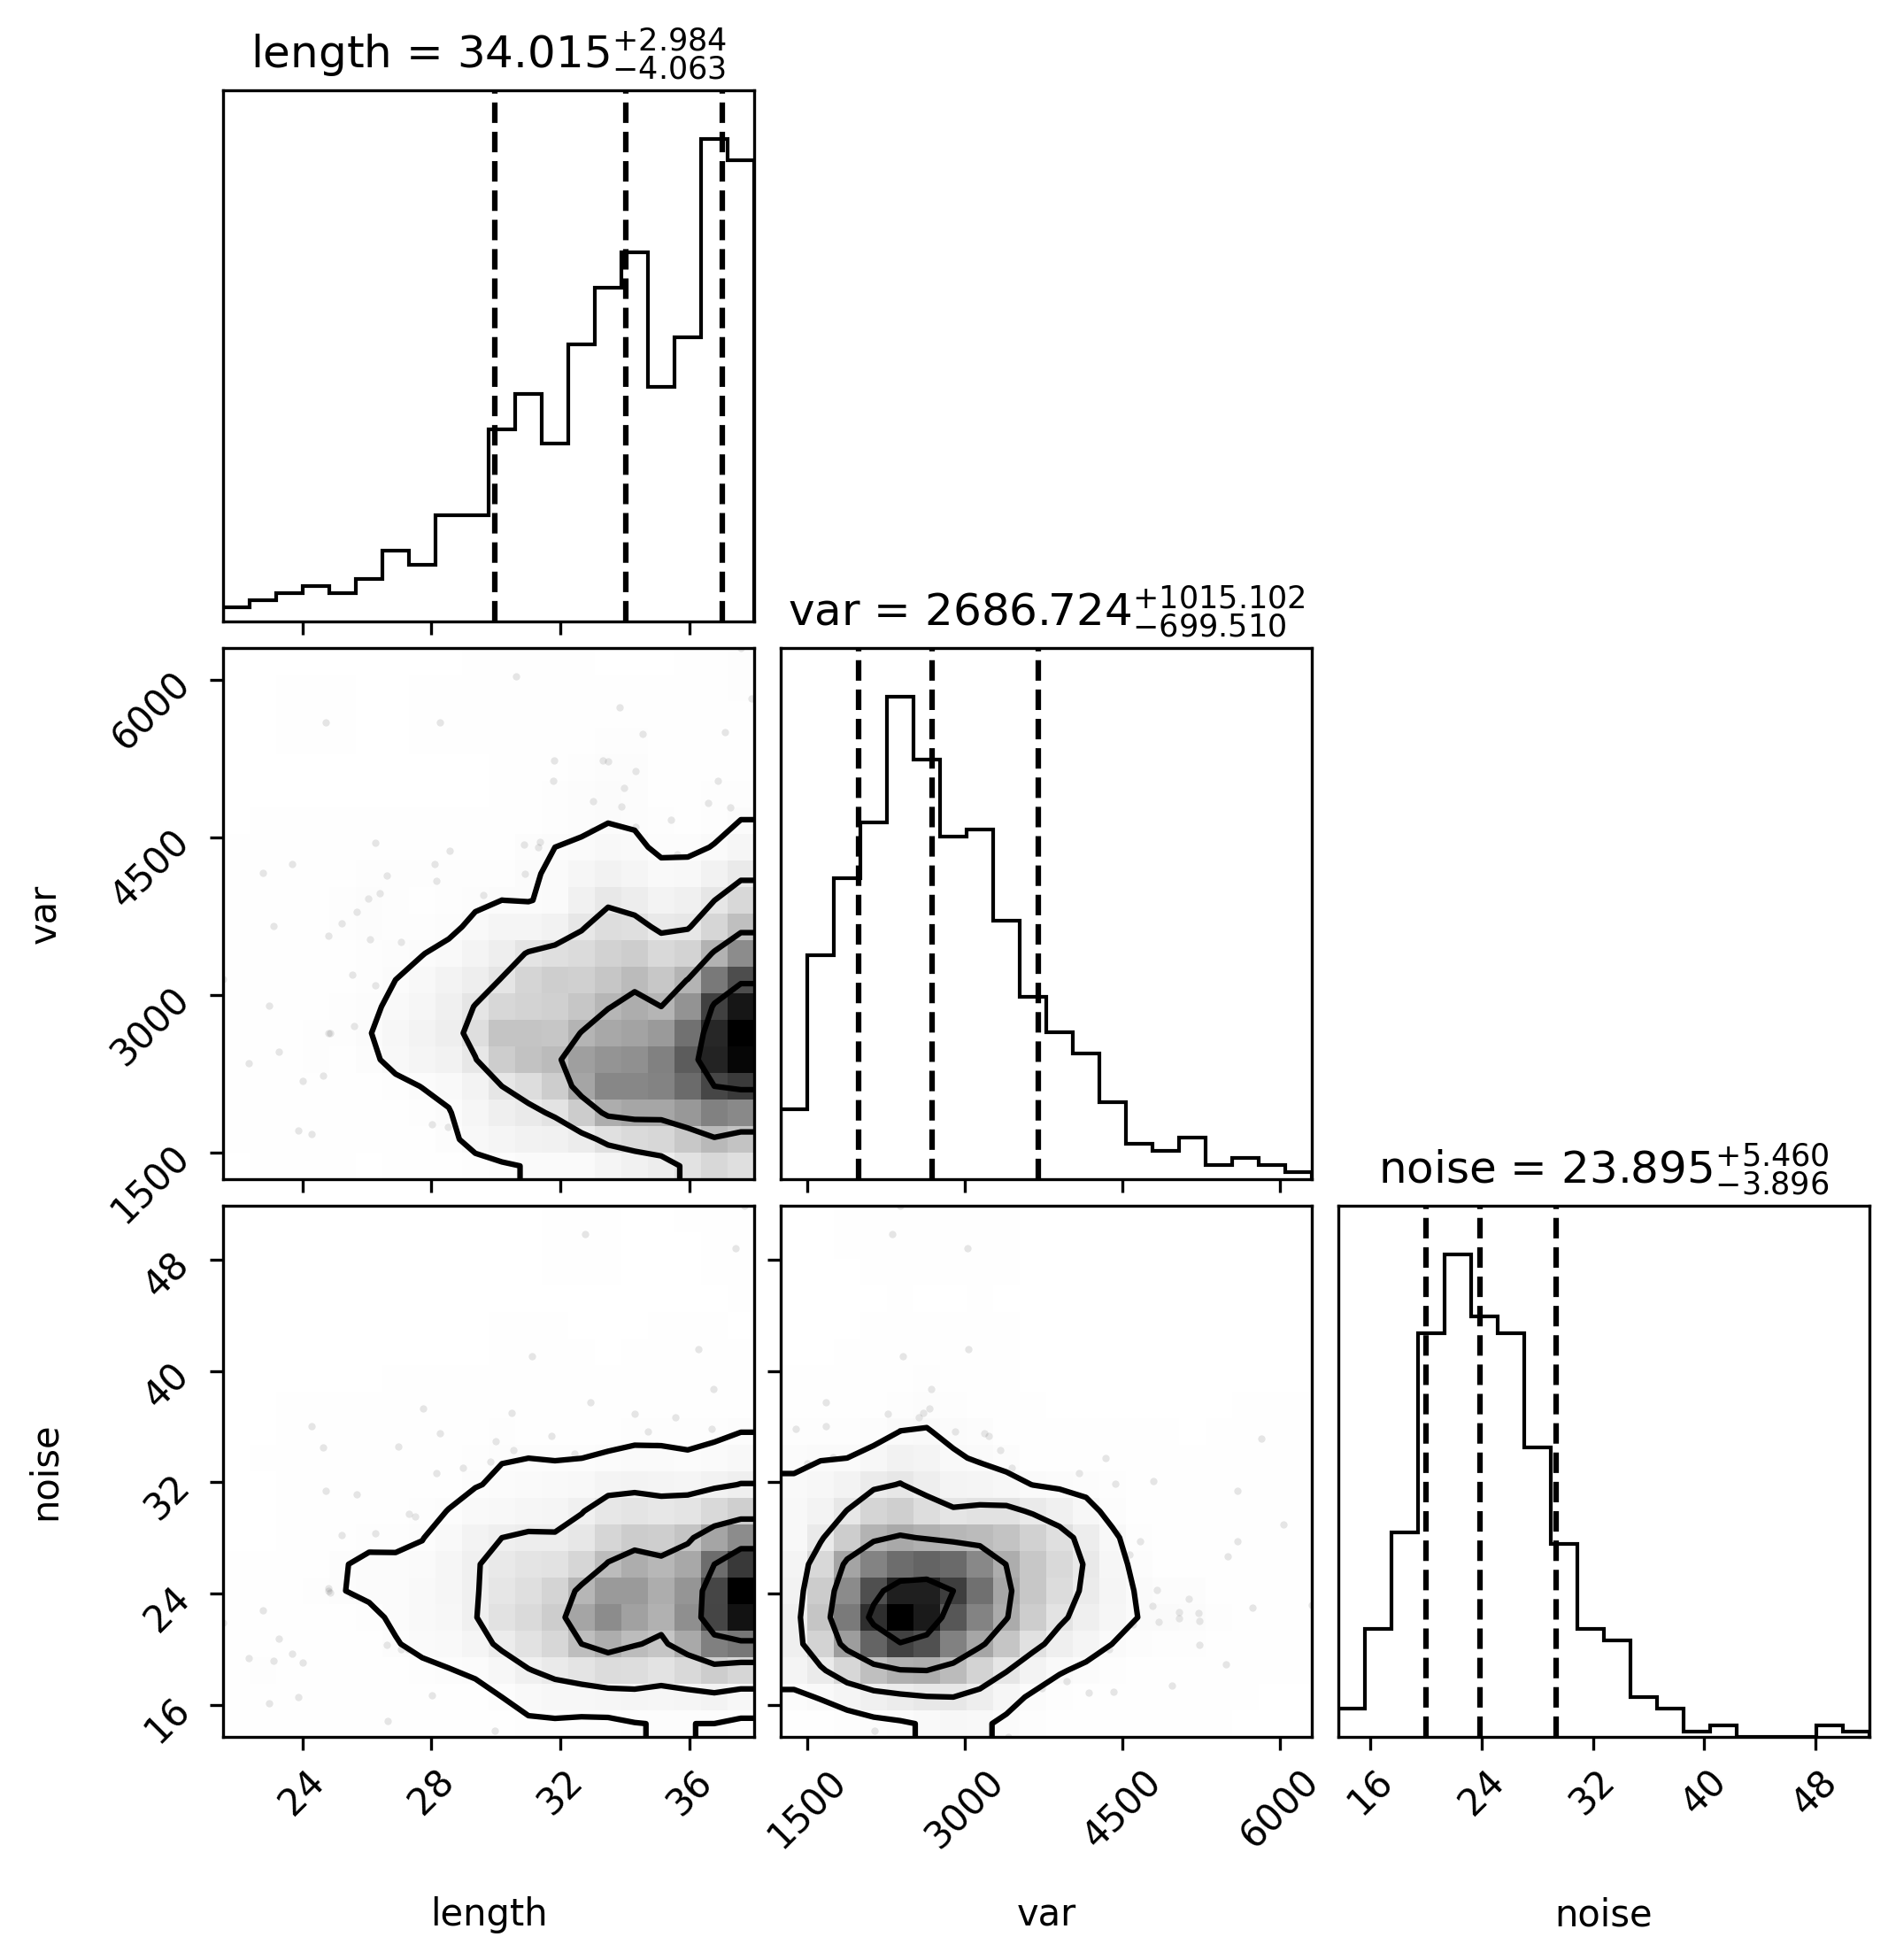 length = 34.015+2.984−4.063
var = 2686.724+1015.102−699.510
6000
4500
3000
1500
var
noise = 23.895+5.460−3.896
48
40
32
24
16
noise
24 28 32 36 1500 3000 4500 6000 16 24 32 40 48
length var noise